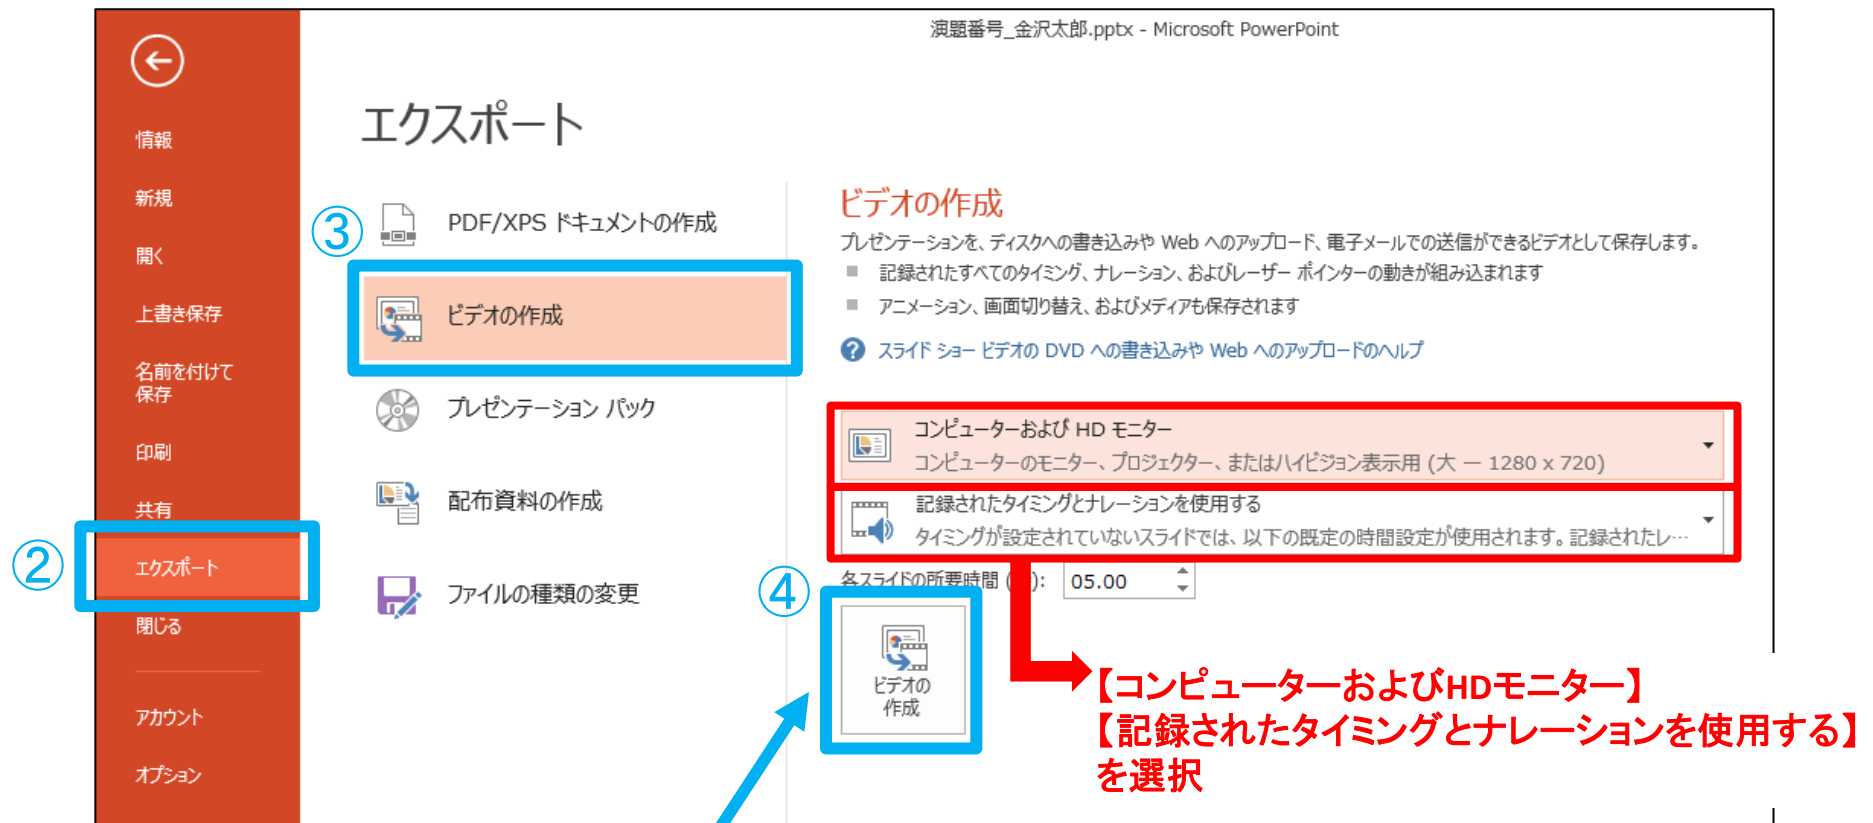 演題番号_金沢太郎.pptx - Microsoft PowerPoint
エクスポート
情報
新規
開く
上書き保存
名前を付けて
保存
印刷
共有
②
エクスポート
閉じる
アカウント
オプション
③
PDF/XPS ドキュメントの作成
ビデオの作成
プレゼンテーション パック
配布資料の作成
ファイルの種類の変更
ビデオの作成
プレゼンテーションを、ディスクへの書き込みや Web へのアップロード、電子メールでの送信ができるビデオとして保存します。
記録されたすべてのタイミング、ナレーション、およびレーザー ポインターの動きが組み込まれます
アニメーション、画面切り替え、およびメディアも保存されます
スライド ショー ビデオの DVD への書き込みや Web へのアップロードのヘルプ
コンピューターおよび HD モニター
コンピューターのモニター、プロジェクター、またはハイビジョン表示用 (大 － 1280 x 720)
記録されたタイミングとナレーションを使用する
タイミングが設定されていないスライドでは、以下の既定の時間設定が使用されます。記録されたレ…
各スライドの所要時間 ( ): 05.00
④
ビデオの
作成
【コンピューターおよびHDモニター】
【記録されたタイミングとナレーションを使用する】
を選択